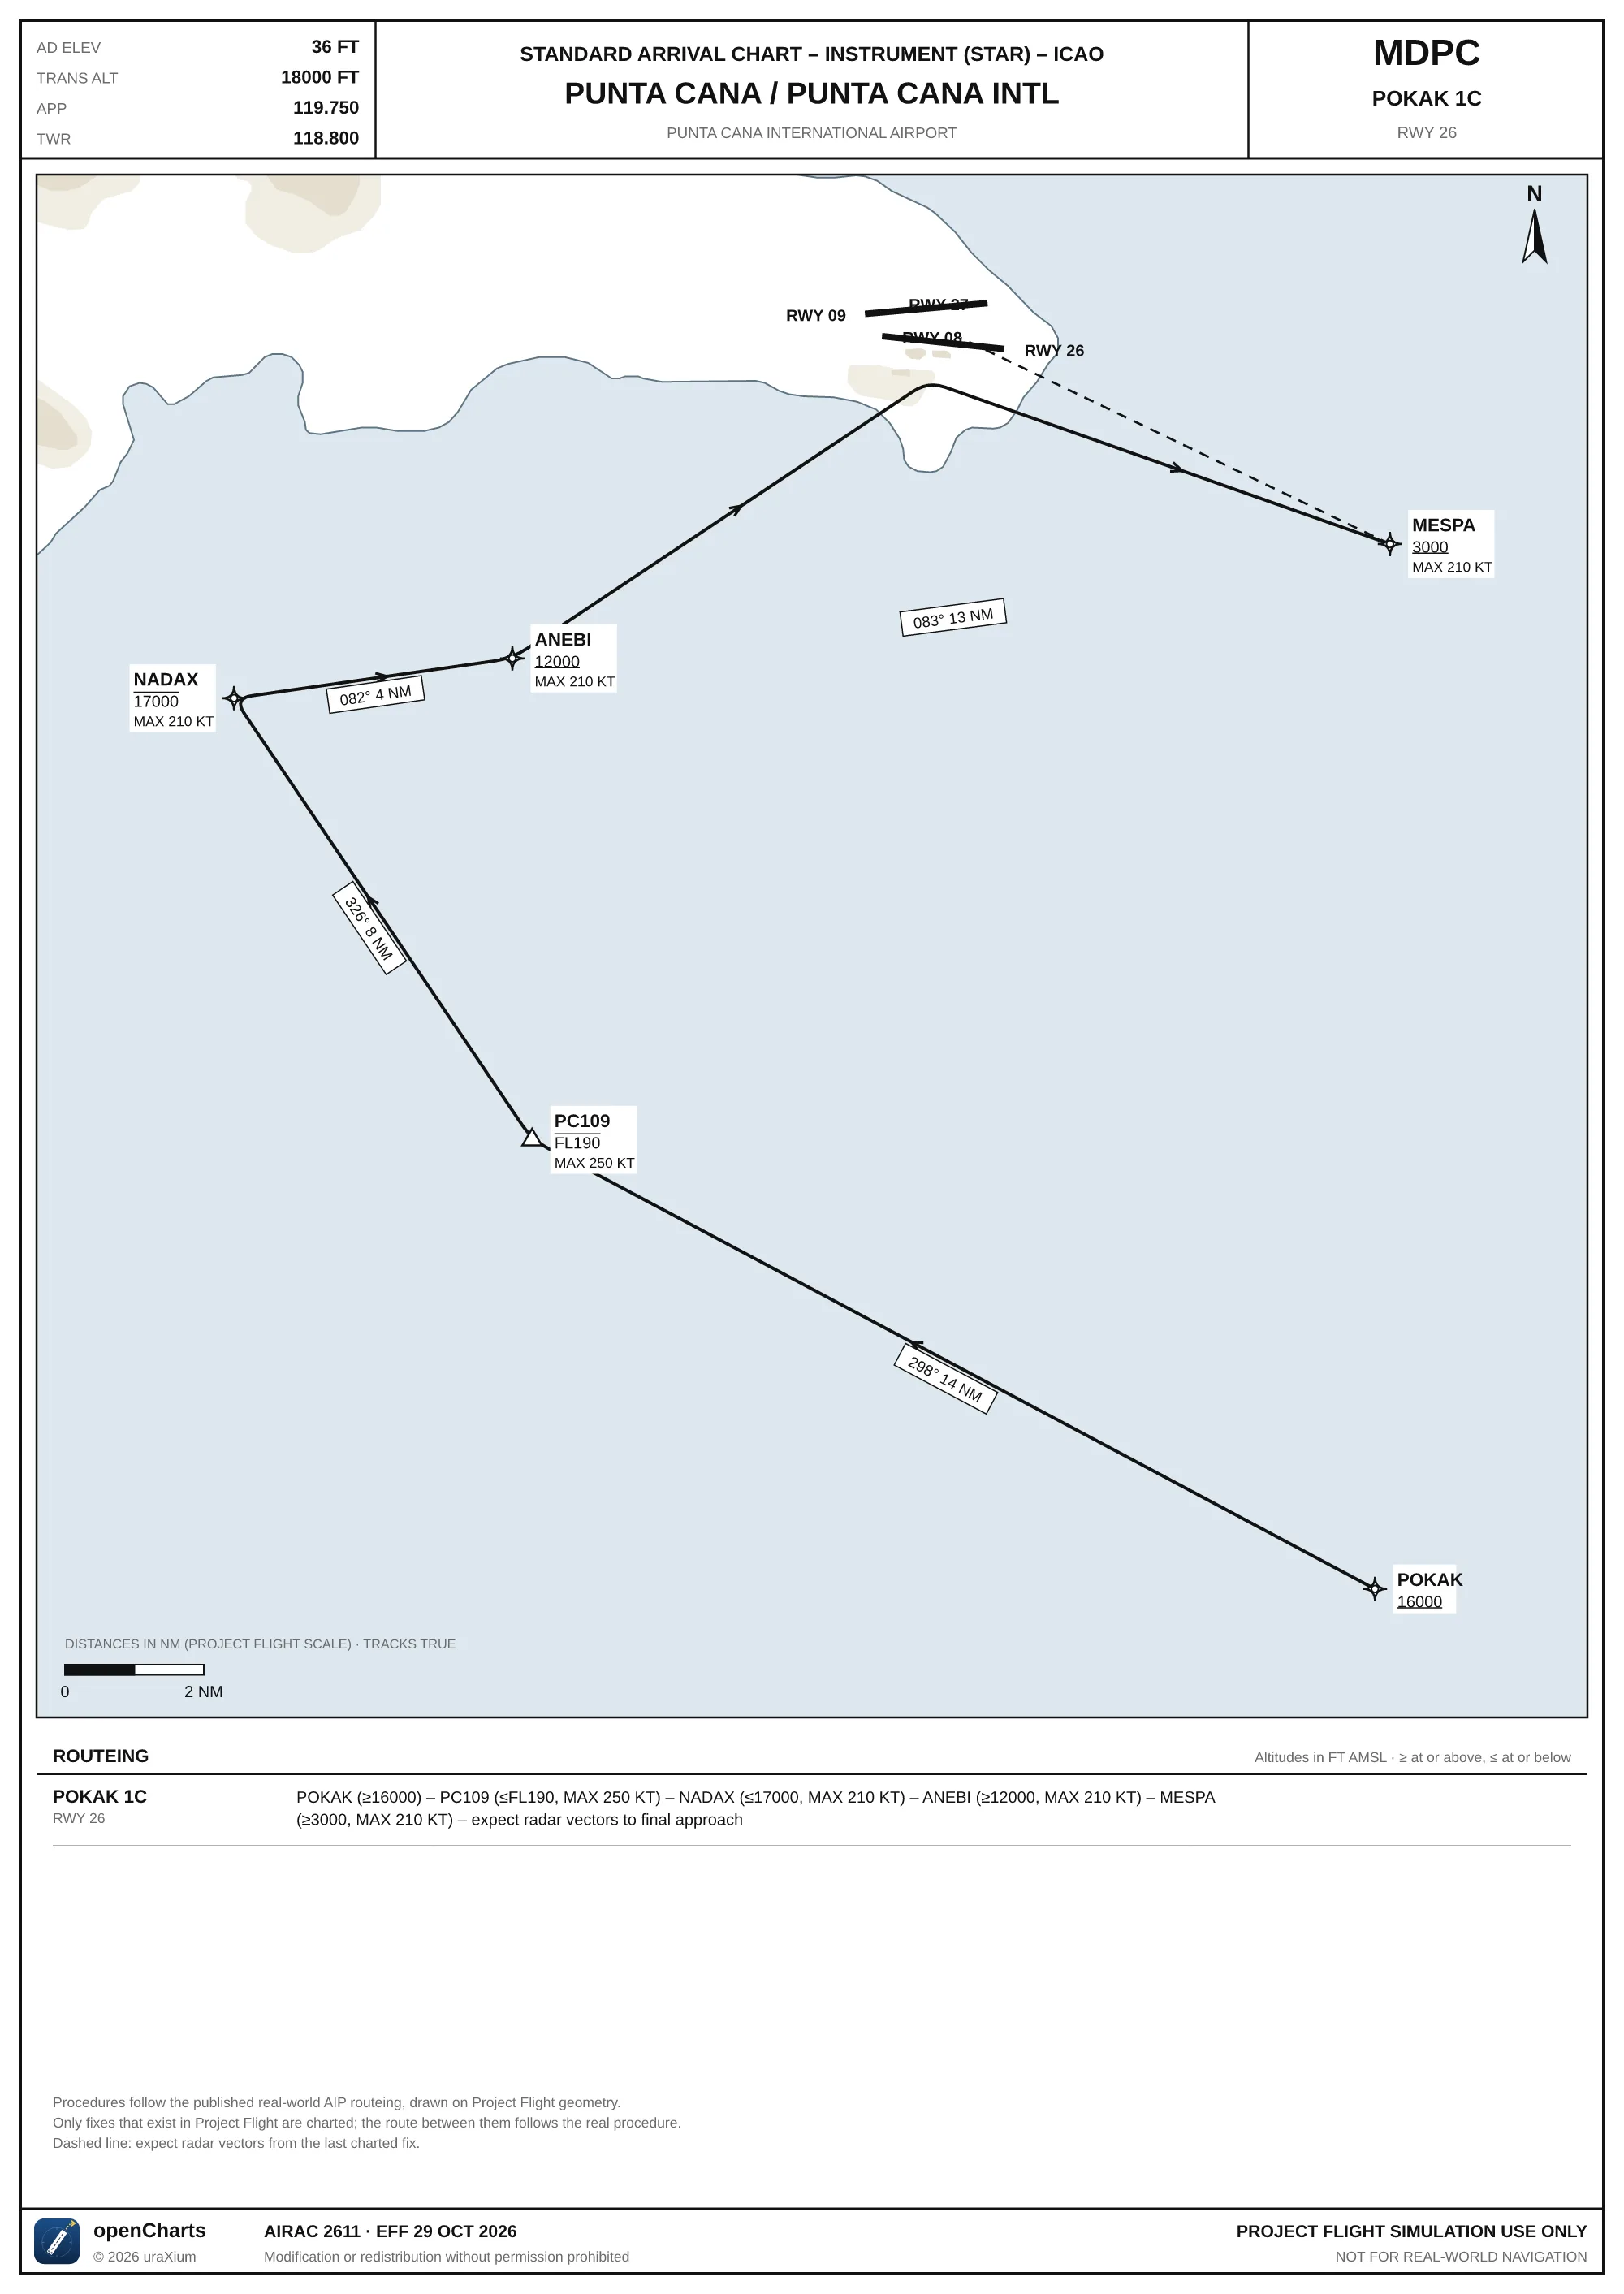 AD ELEV 36 FT
TRANS ALT 18000 FT
APP 119.750
TWR 118.800
STANDARD ARRIVAL CHART – INSTRUMENT (STAR) – ICAO
PUNTA CANA / PUNTA CANA INTL
PUNTA CANA INTERNATIONAL AIRPORT
MDPC
POKAK 1C
RWY 26
N
RWY 27
RWY 09
RWY 08
RWY 26
MESPA
3000
MAX 210 KT
083° 13 NM
ANEBI
12000
MAX 210 KT
NADAX
17000
MAX 210 KT
082° 4 NM
326° 8 NM
PC109
FL190
MAX 250 KT
298° 14 NM
POKAK
16000
DISTANCES IN NM (PROJECT FLIGHT SCALE) · TRACKS TRUE
0 2 NM
ROUTEING
Altitudes in FT AMSL · ≥ at or above, ≤ at or below
POKAK 1C
RWY 26
POKAK (≥16000) – PC109 (≤FL190, MAX 250 KT) – NADAX (≤17000, MAX 210 KT) – ANEBI (≥12000, MAX 210 KT) – MESPA
(≥3000, MAX 210 KT) – expect radar vectors to final approach
Procedures follow the published real-world AIP routeing, drawn on Project Flight geometry.
Only fixes that exist in Project Flight are charted; the route between them follows the real procedure.
Dashed line: expect radar vectors from the last charted fix.
openCharts
© 2026 uraXium
AIRAC 2611 · EFF 29 OCT 2026
Modification or redistribution without permission prohibited
PROJECT FLIGHT SIMULATION USE ONLY
NOT FOR REAL-WORLD NAVIGATION